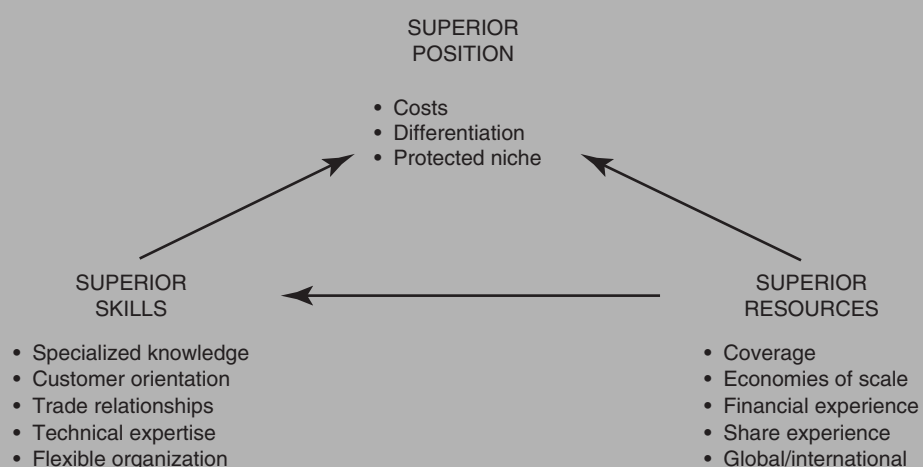 SUPERIOR
POSITION
• Costs
• Differentiation
• Protected niche
SUPERIOR
SKILLS
• Specialized knowledge
• Customer orientation
• Trade relationships
• Technical expertise
• Flexible organization
SUPERIOR
RESOURCES
• Coverage
• Economies of scale
• Financial experience
• Share experience
• Global/international